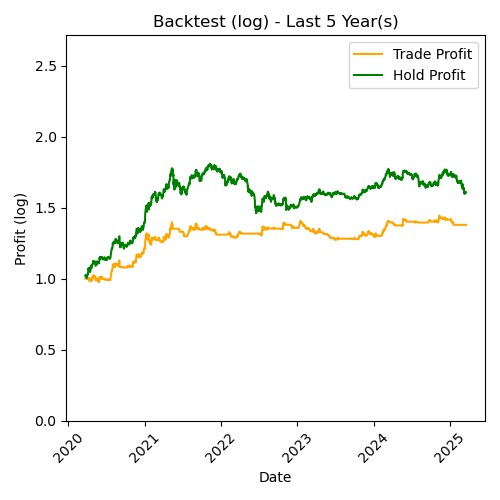 Backtest (log) - Last 5 Year(s)
Trade Profit
Hold Profit
Profit (log)
2.5
2.0
1.5
1.0
0.5
0.0
2020
2021
2022
2023
2024
2025
Date